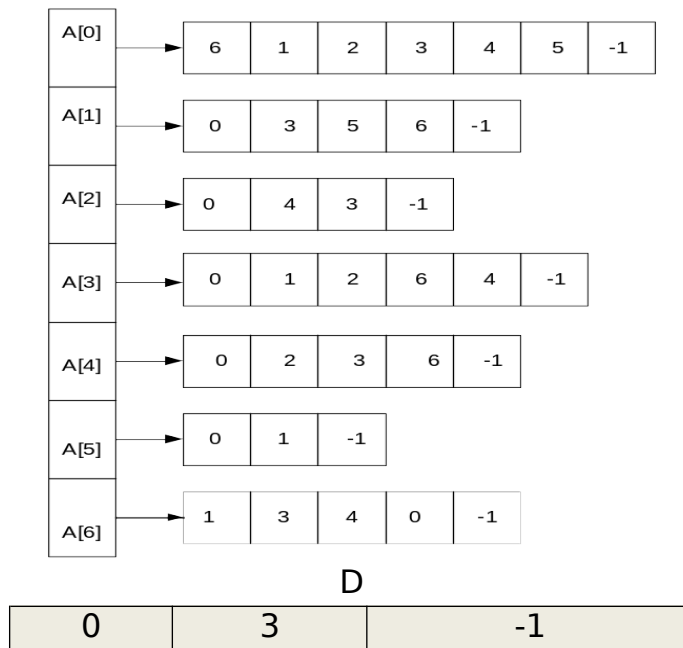 A[0] 6 1 2 3 4 5 -1
A[1] 0 3 5 6 -1
A[2] 0 4 3 -1
A[3] 0 1 2 6 4 -1
A[4] 0 2 3 6 -1
A[5] 0 1 -1
A[6] 1 3 4 0 -1
D
0 3 -1